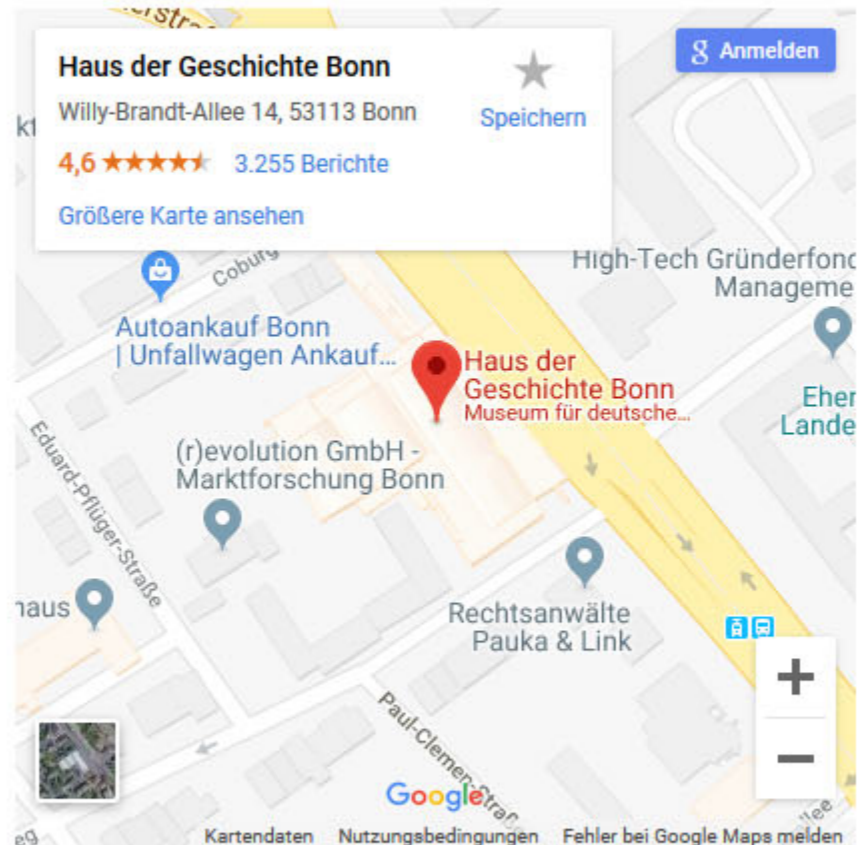 Haus der Geschichte Bonn
Willy-Brandt-Allee 14, 53113 Bonn
Speichern
4,6
3.255 Berichte
Größere Karte ansehen
g Anmelden
Coburg
High-Tech Gründerfond
Manageme
Autoankauf Bonn
| Unfallwagen Ankauf...
Haus der
Geschichte Bonn
Museum für deutsche...
Eher
Lande
(r)evolution GmbH -
Marktforschung Bonn
Eduard-Pflüger-Straße
haus
Rechtsanwälte
Pauka & Link
+
−
Paul-Clemen-Straß
Google
llee
eg
Kartendaten Nutzungsbedingungen Fehler bei Google Maps melden